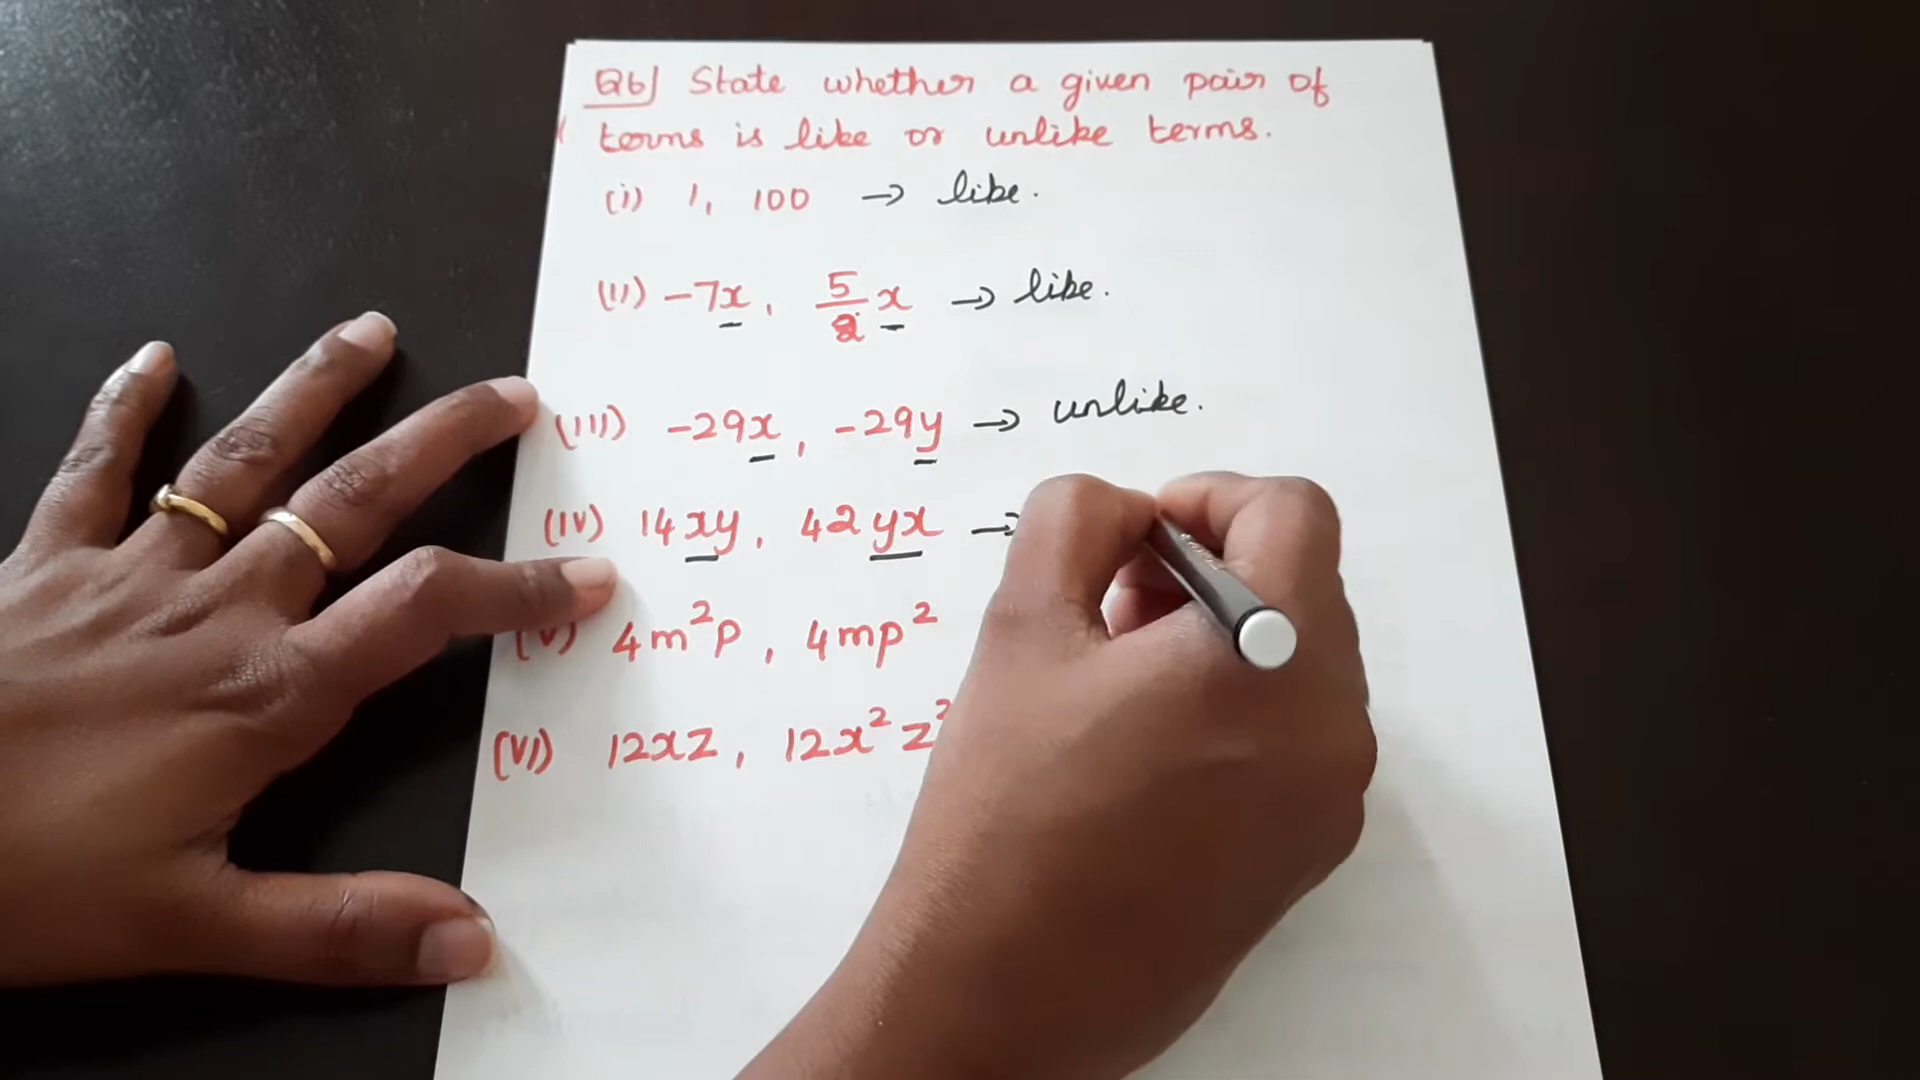 Q6) State whether a given pair of
terms is like or unlike terms.
(i) 1, 100 → like.
(ii) -7x, 5/2 x → like.
(iii) -29x, -29y → unlike.
(iv) 14xy, 42yx →
(v) 4m²p, 4mp²
(vi) 12xz, 12x²z²